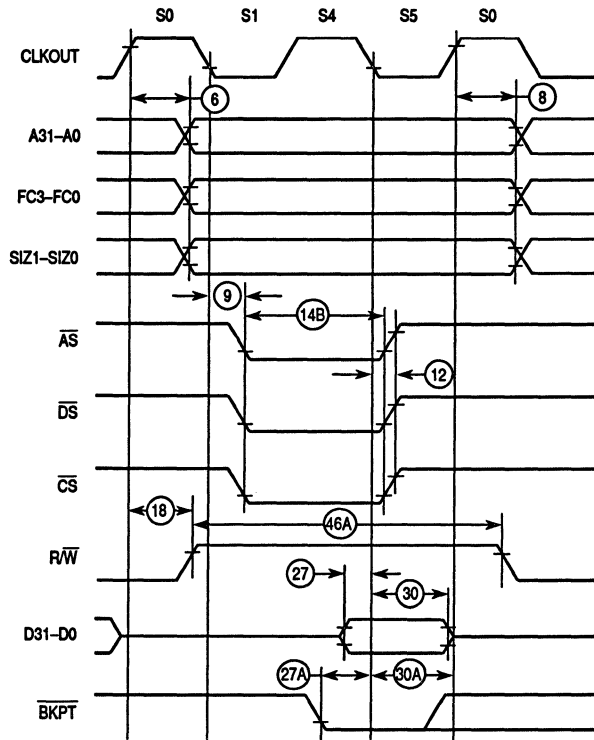 S0 S1 S4 S5 S0
CLKOUT
6 8
A31–A0
FC3–FC0
SIZ1–SIZ0
9 14B
AS
12
DS
CS
18 46A
R/W
27 30
D31–D0
27A 30A
BKPT